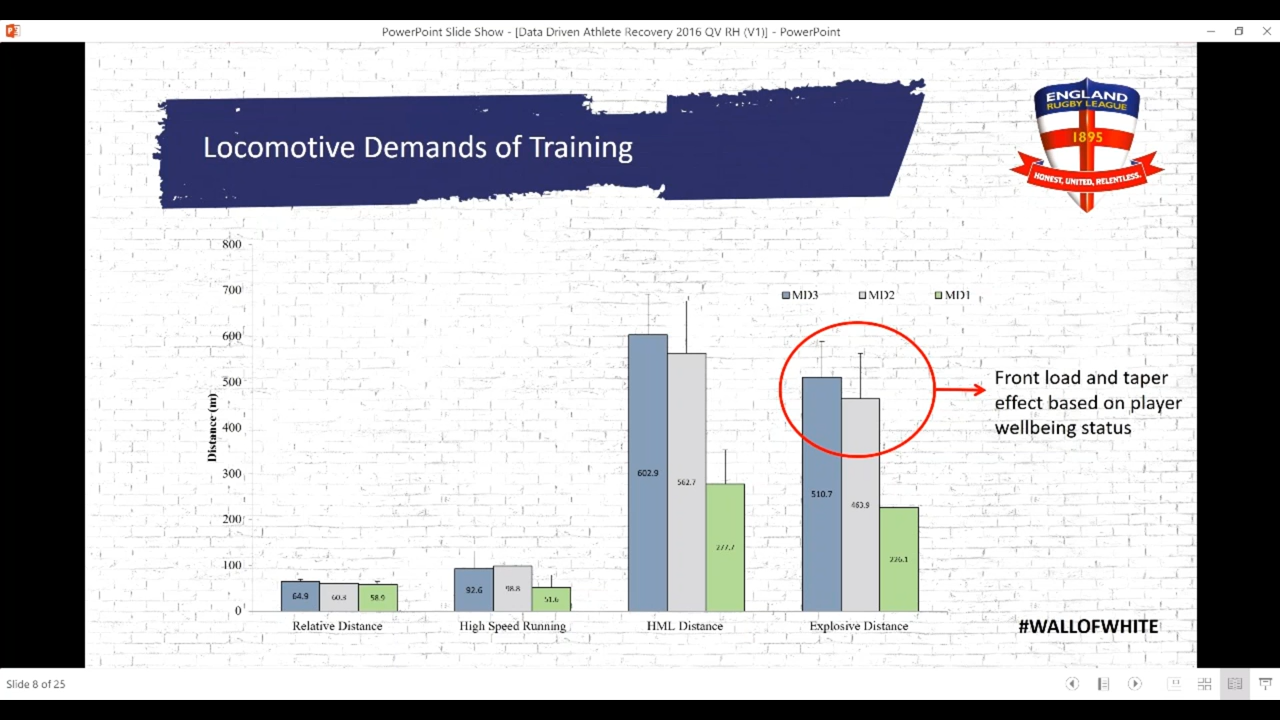 PowerPoint Slide Show - [Data Driven Athlete Recovery 2016 QV RH (V1)] - PowerPoint
ENGLAND
RUGBY LEAGUE
1895
HONEST, UNITED, RELENTLESS.
Locomotive Demands of Training
800
700
600
500
400
300
200
100
0
Distance (m)
MD3 MD2 MD1
Front load and taper
effect based on player
wellbeing status
602.9 562.7 277.7
510.7 463.9 226.1
64.9 60.8 58.9
92.6 98.8 51.6
Relative Distance High Speed Running HML Distance Explosive Distance
#WALLOFWHITE
Slide 8 of 25